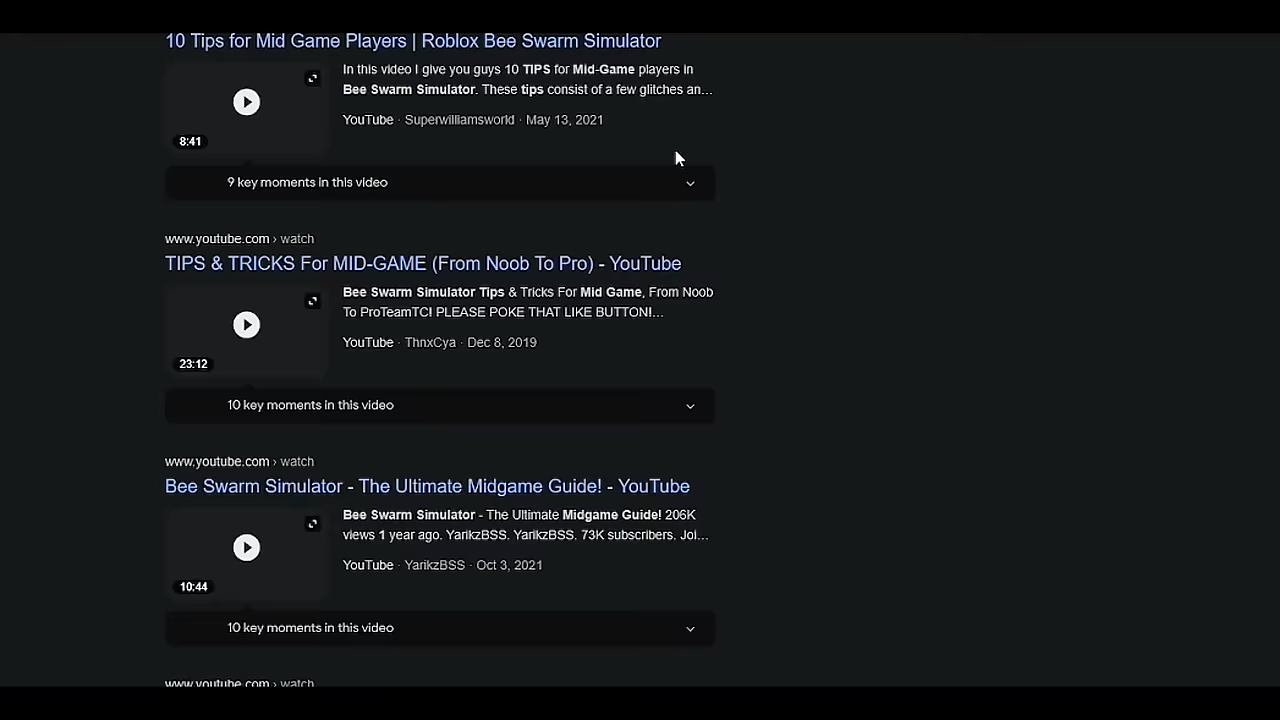 10 Tips for Mid Game Players | Roblox Bee Swarm Simulator
In this video I give you guys 10 TIPS for Mid-Game players in
Bee Swarm Simulator. These tips consist of a few glitches an...
YouTube · Superwilliamsworld · May 13, 2021
8:41
9 key moments in this video
www.youtube.com › watch
TIPS & TRICKS For MID-GAME (From Noob To Pro) - YouTube
Bee Swarm Simulator Tips & Tricks For Mid Game, From Noob
To ProTeamTC! PLEASE POKE THAT LIKE BUTTON!...
YouTube · ThnxCya · Dec 8, 2019
23:12
10 key moments in this video
www.youtube.com › watch
Bee Swarm Simulator - The Ultimate Midgame Guide! - YouTube
Bee Swarm Simulator - The Ultimate Midgame Guide! 206K
views 1 year ago. YarikzBSS. YarikzBSS. 73K subscribers. Joi...
YouTube · YarikzBSS · Oct 3, 2021
10:44
10 key moments in this video
www.youtube.com › watch